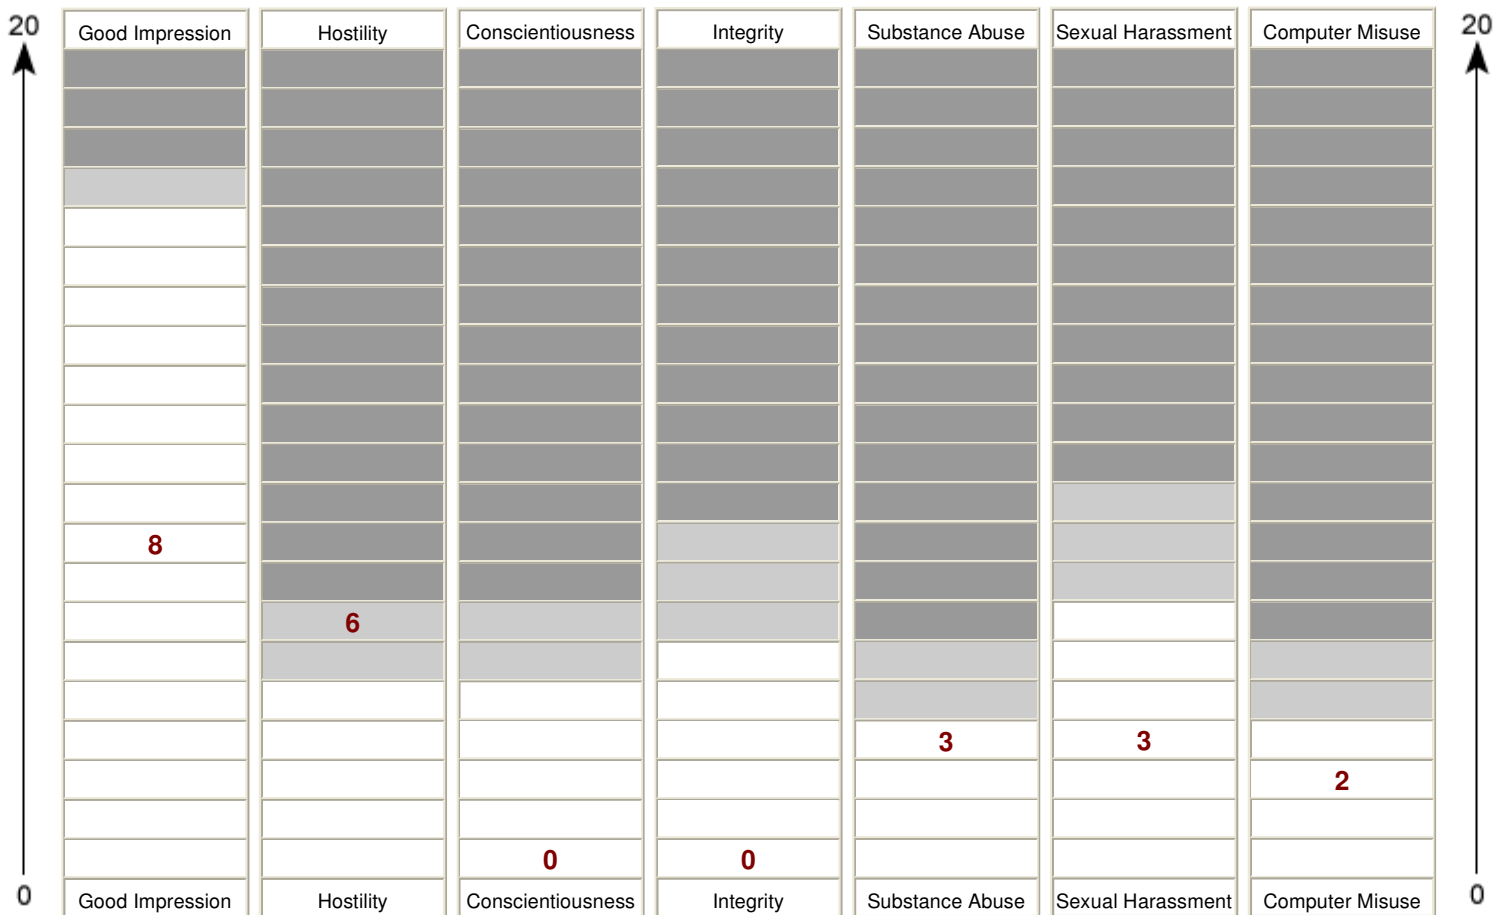 20 Good Impression Hostility Conscientiousness Integrity Substance Abuse Sexual Harassment Computer Misuse 20
8
6
3 3
2
0 0
0 Good Impression Hostility Conscientiousness Integrity Substance Abuse Sexual Harassment Computer Misuse 0